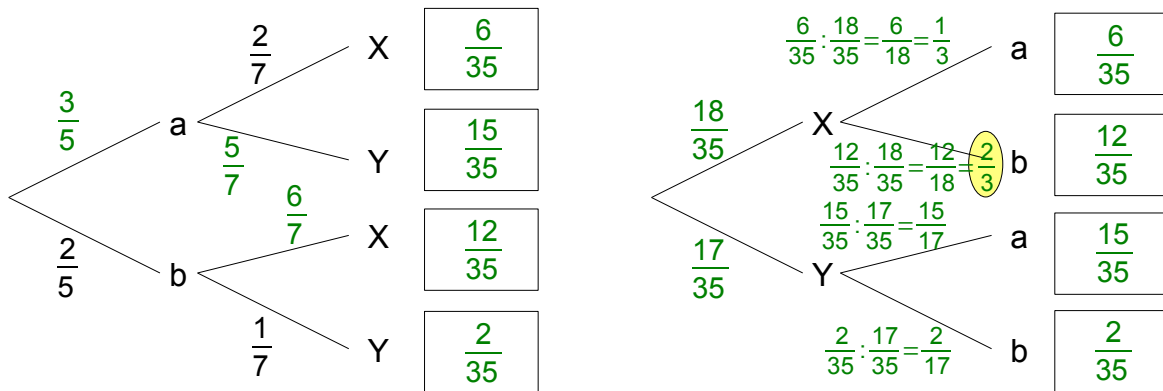 2/7 X 6/35
3/5 a
5/7 Y 15/35
6/7 X 12/35
2/5 b
1/7 Y 2/35
6/35 : 18/35 = 6/18 = 1/3 a 6/35
18/35 X
12/35 : 18/35 = 12/18 = 2/3 b 12/35
15/35 : 17/35 = 15/17 a 15/35
17/35 Y
2/35 : 17/35 = 2/17 b 2/35